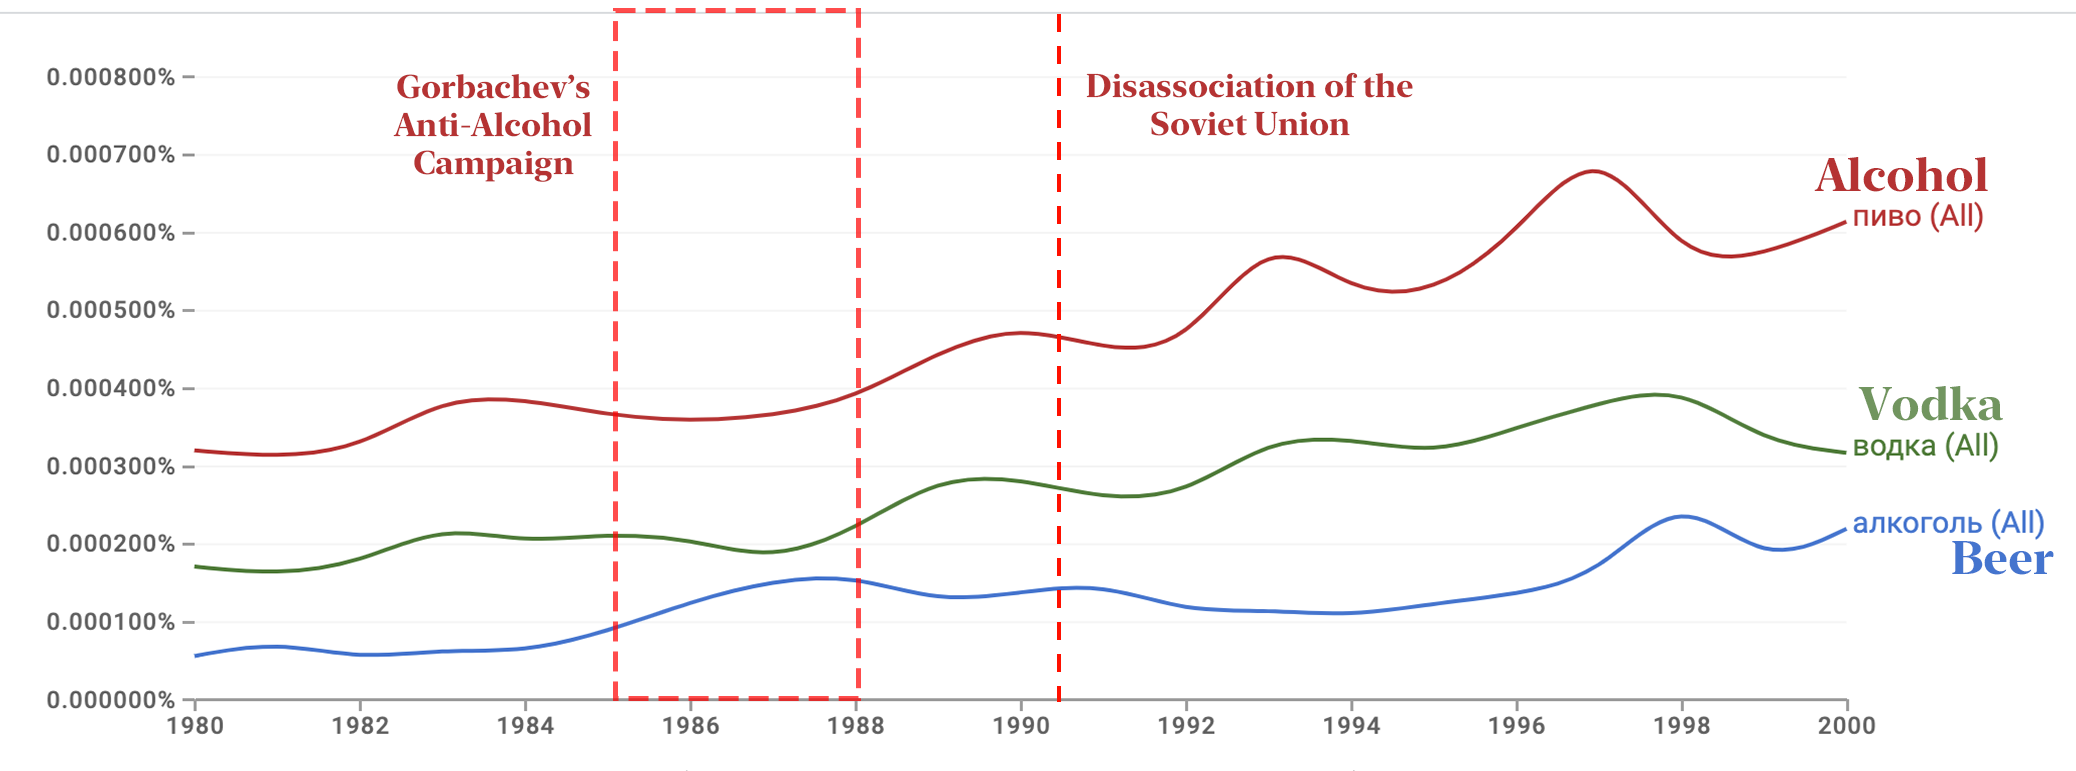 0.000800%
0.000700%
0.000600%
0.000500%
0.000400%
0.000300%
0.000200%
0.000100%
0.000000%
Gorbachev’s
Anti-Alcohol
Campaign
Disassociation of the
Soviet Union
Alcohol
пиво (All)
Vodka
водка (All)
алкоголь (All)
Beer
1980 1982 1984 1986 1988 1990 1992 1994 1996 1998 2000